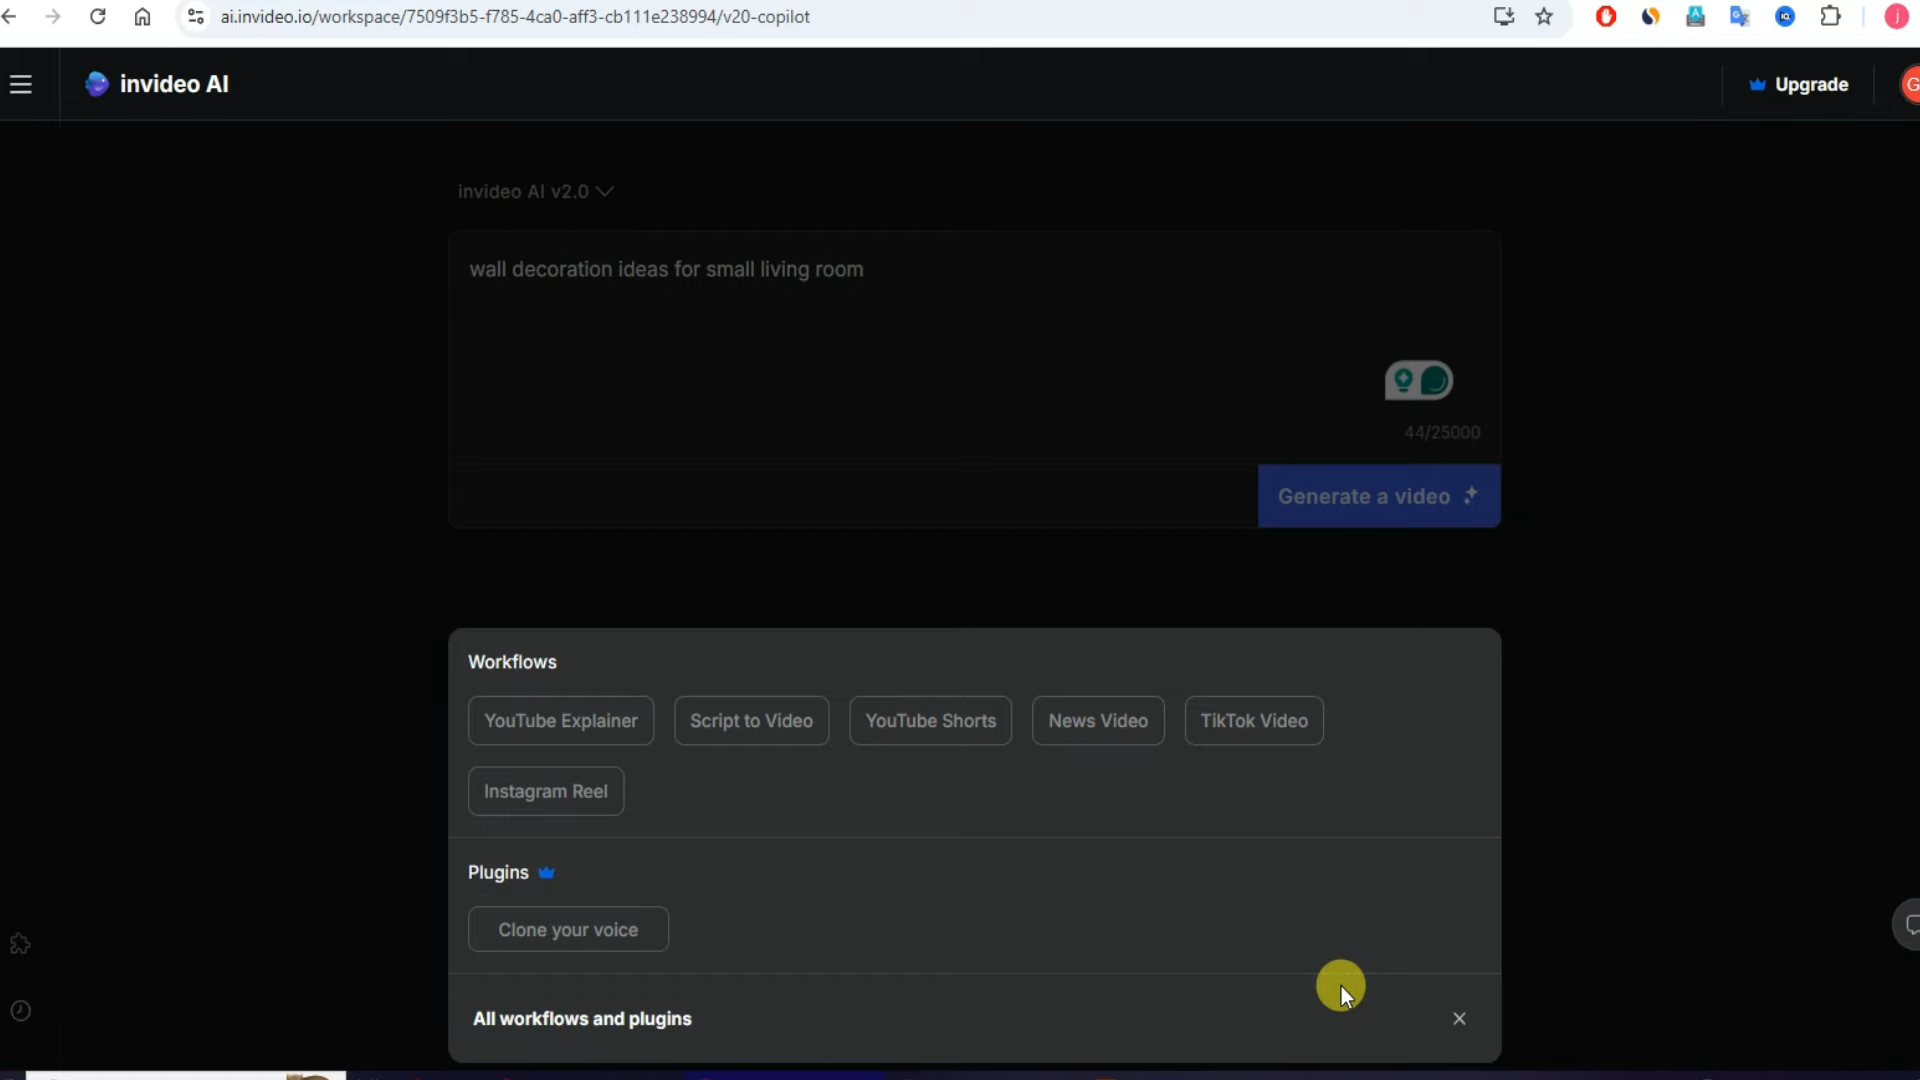 ai.invideo.io/workspace/7509f3b5-f785-4ca0-aff3-cb111e238994/v20-copilot
j
invideo AI
Upgrade
G
invideo AI v2.0
wall decoration ideas for small living room
44/25000
Generate a video
Workflows
YouTube Explainer
Script to Video
YouTube Shorts
News Video
TikTok Video
Instagram Reel
Plugins
Clone your voice
All workflows and plugins